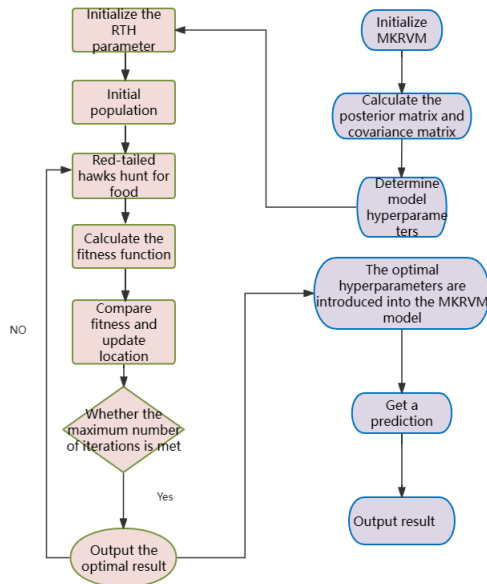 Initialize the
RTH
parameter
Initial
population
Red-tailed
hawks hunt for
food
Calculate the
fitness function
Compare
fitness and
update
location
NO
Whether the
maximum number
of iterations is met
Yes
Output the
optimal result
Initialize
MKRVM
Calculate the
posterior matrix and
covariance matrix
Determine
model
hyperparame
ters
The optimal
hyperparameters are
introduced into the MKRVM
model
Get a
prediction
Output result